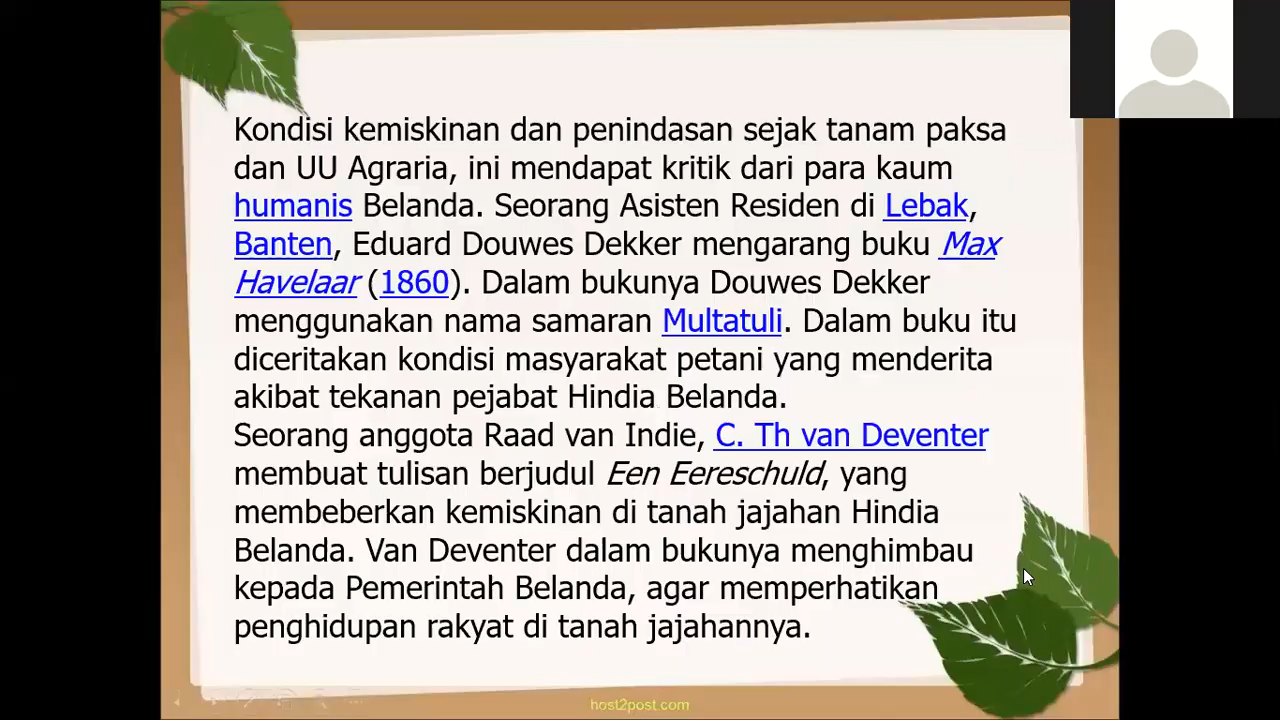 Kondisi kemiskinan dan penindasan sejak tanam paksa
dan UU Agraria, ini mendapat kritik dari para kaum
humanis Belanda. Seorang Asisten Residen di Lebak,
Banten, Eduard Douwes Dekker mengarang buku Max
Havelaar (1860). Dalam bukunya Douwes Dekker
menggunakan nama samaran Multatuli. Dalam buku itu
diceritakan kondisi masyarakat petani yang menderita
akibat tekanan pejabat Hindia Belanda.
Seorang anggota Raad van Indie, C. Th van Deventer
membuat tulisan berjudul Een Eereschuld, yang
membeberkan kemiskinan di tanah jajahan Hindia
Belanda. Van Deventer dalam bukunya menghimbau
kepada Pemerintah Belanda, agar memperhatikan
penghidupan rakyat di tanah jajahannya.
host2post.com